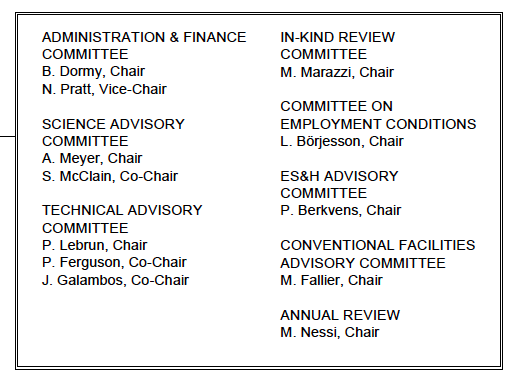 ADMINISTRATION & FINANCE
COMMITTEE
B. Dormy, Chair
N. Pratt, Vice-Chair
SCIENCE ADVISORY
COMMITTEE
A. Meyer, Chair
S. McClain, Co-Chair
TECHNICAL ADVISORY
COMMITTEE
P. Lebrun, Chair
P. Ferguson, Co-Chair
J. Galambos, Co-Chair
IN-KIND REVIEW
COMMITTEE
M. Marazzi, Chair
COMMITTEE ON
EMPLOYMENT CONDITIONS
L. Börjesson, Chair
ES&H ADVISORY
COMMITTEE
P. Berkvens, Chair
CONVENTIONAL FACILITIES
ADVISORY COMMITTEE
M. Fallier, Chair
ANNUAL REVIEW
M. Nessi, Chair